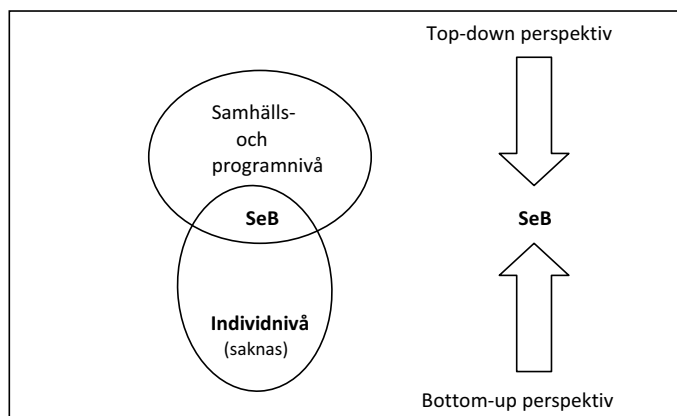 Top-down perspektiv
Samhälls-
och
programnivå
SeB
SeB
Individnivå
(saknas)
Bottom-up perspektiv